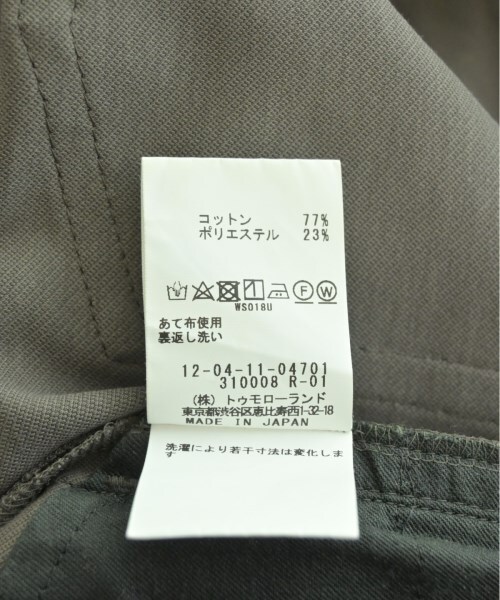 コットン 77%
ポリエステル 23%
F W
WS018U
あて布使用
裏返し洗い
12-04-11-04701
310008 R-01
(株) トゥモローランド
東京都渋谷区恵比寿西1-32-18
MADE IN JAPAN
洗濯により若干寸法は変化しま
す